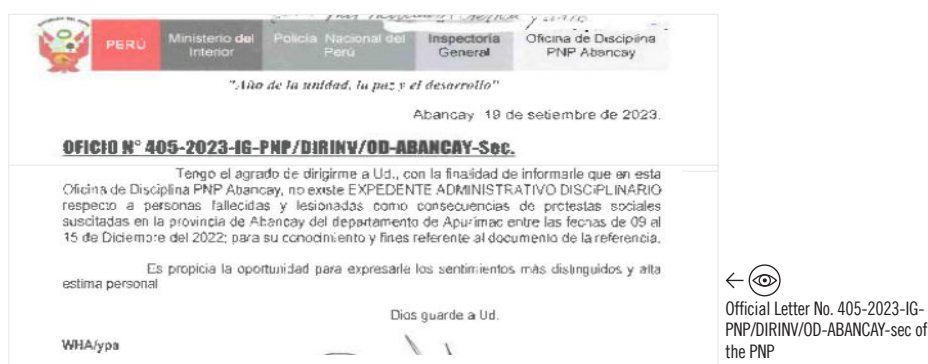 PERÚ
Ministerio del
Interior
Policía Nacional del
Perú
Inspectoría
General
Oficina de Disciplina
PNP Abancay
"Año de la unidad, la paz y el desarrollo"
Abancay 19 de setiembre de 2023.
OFICIO N° 405-2023-IG-PNP/DIRINV/OD-ABANCAY-Sec.
Tengo el agrado de dirigirme a Ud., con la finalidad de informarle que en esta
Oficina de Disciplina PNP Abancay, no existe EXPEDENTE ADMINISTRATIVO DISCIPLINARIO
respecto a personas fallecidas y lesionadas como consecuencias de protestas sociales
suscitadas en la provincia de Abancay del departamento de Apurímac entre las fechas de 09 al
15 de Diciembre del 2022; para su conocimiento y fines referente al documento de la referencia.
Es propicia la oportunidad para expresarle los sentimientos más distinguidos y alta
estima personal
Dios guarde a Ud.
WHA/ypa
Official Letter No. 405-2023-IG-
PNP/DIRINV/OD-ABANCAY-sec of
the PNP